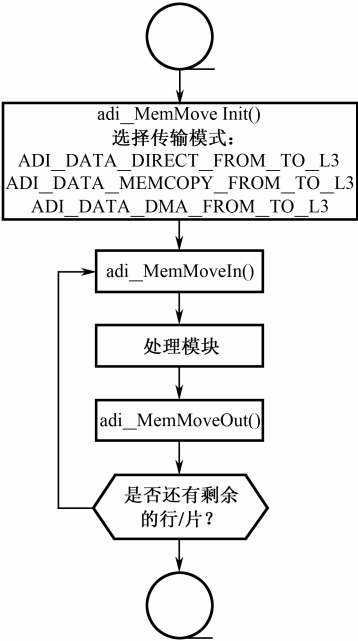 adi_MemMove Init()
选择传输模式：
ADI_DATA_DIRECT_FROM_TO_L3
ADI_DATA_MEMCOPY_FROM_TO_L3
ADI_DATA_DMA_FROM_TO_L3
adi_MemMoveIn()
处理模块
adi_MemMoveOut()
是否还有剩余
的行/片？